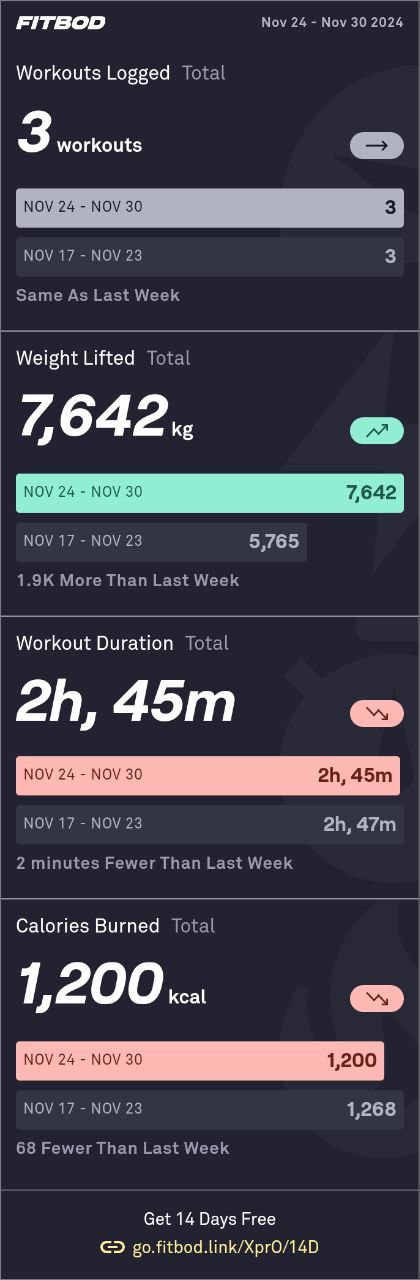 FITBOD Nov 24 - Nov 30 2024
Workouts Logged Total
3 workouts
NOV 24 - NOV 30 3
NOV 17 - NOV 23 3
Same As Last Week
Weight Lifted Total
7,642 kg
NOV 24 - NOV 30 7,642
NOV 17 - NOV 23 5,765
1.9K More Than Last Week
Workout Duration Total
2h, 45m
NOV 24 - NOV 30 2h, 45m
NOV 17 - NOV 23 2h, 47m
2 minutes Fewer Than Last Week
Calories Burned Total
1,200 kcal
NOV 24 - NOV 30 1,200
NOV 17 - NOV 23 1,268
68 Fewer Than Last Week
Get 14 Days Free
go.fitbod.link/XprO/14D